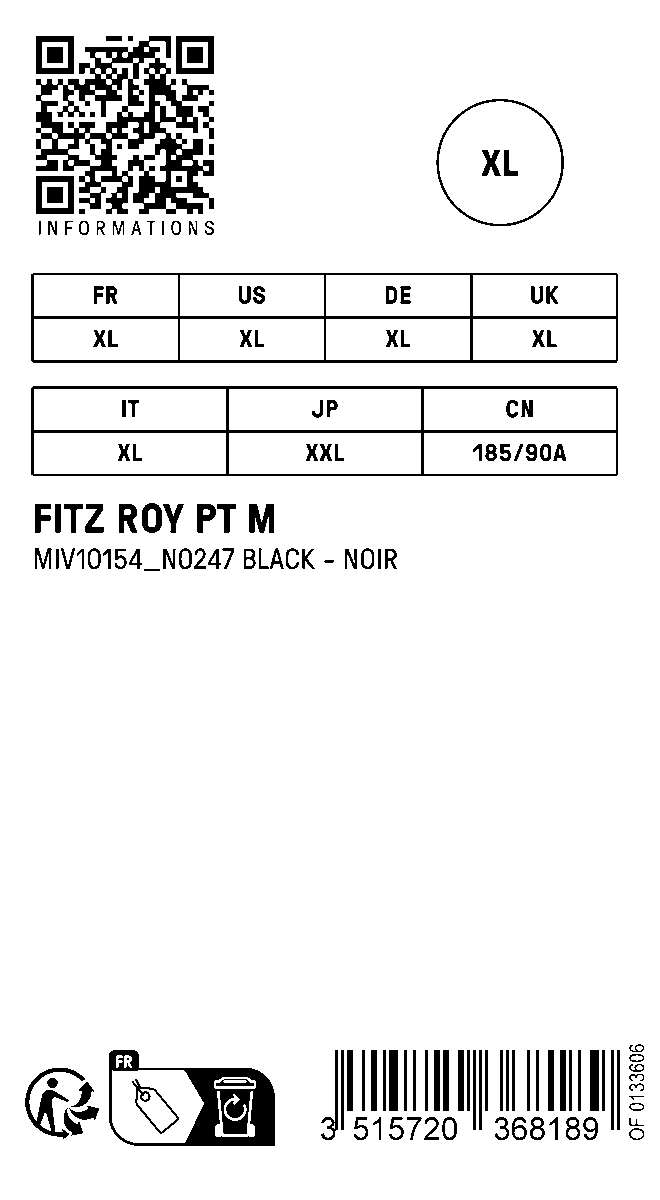 INFORMATIONS
XL
FR US DE UK
XL XL XL XL
IT JP CN
XL XXL 185/90A
FITZ ROY PT M
MIV10154_N0247 BLACK - NOIR
FR
3 515720 368189
OF 0133606